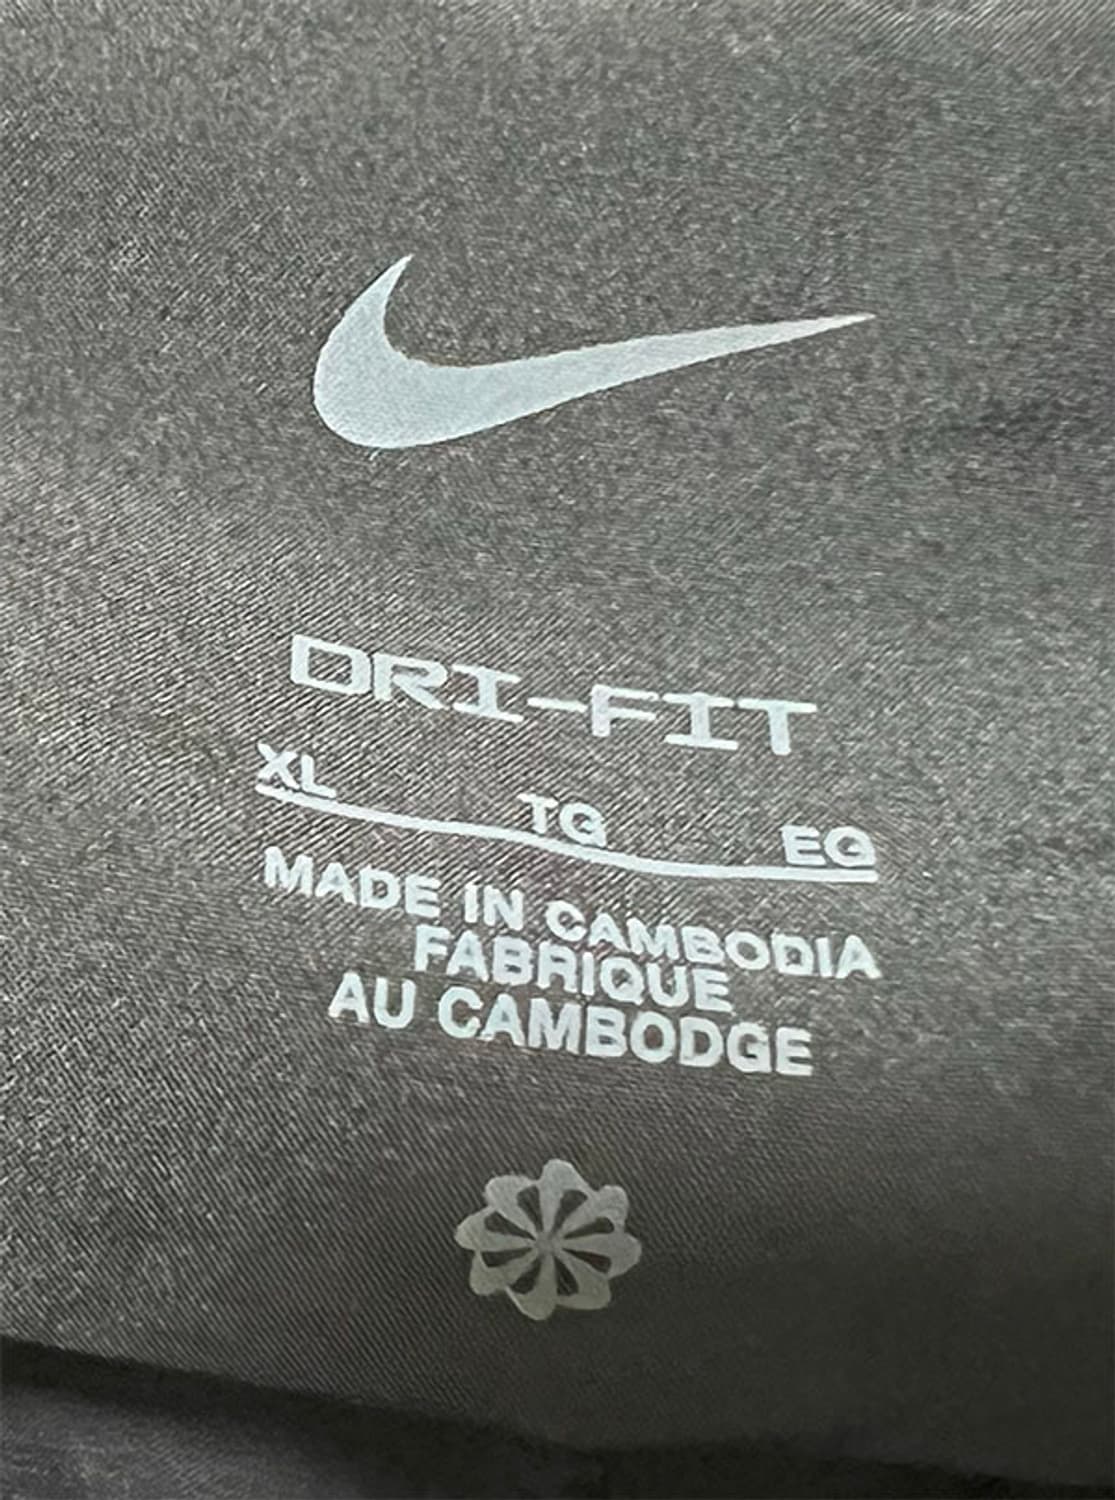 DRI-FIT
XL TG EG
MADE IN CAMBODIA
FABRIQUE
AU CAMBODGE